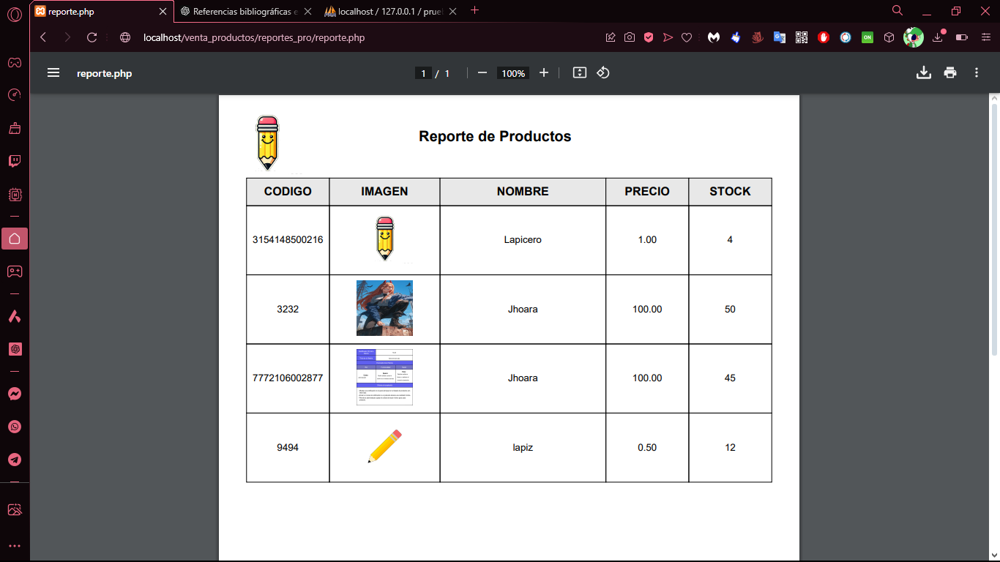 reporte.php
Referencias bibliográficas e
localhost / 127.0.0.1 / prue
localhost/venta_productos/reportes_pro/reporte.php
ON
reporte.php
1 / 1
100%
Reporte de Productos
CODIGO IMAGEN NOMBRE PRECIO STOCK
3154148500216 Lapicero 1.00 4
3232 Jhoara 100.00 50
7772106002877 Jhoara 100.00 45
9494 lapiz 0.50 12